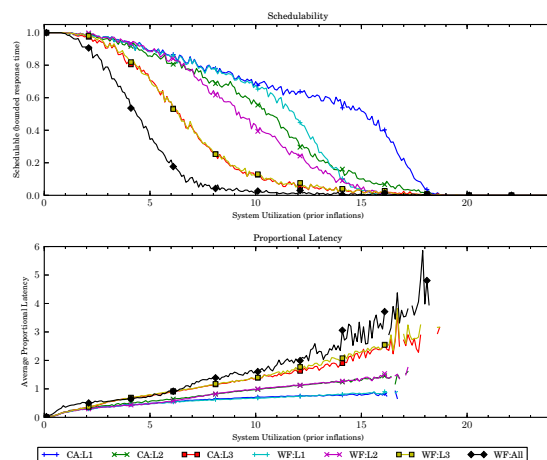 Schedulability
Schedulable (bounded response time)
1.0
0.8
0.6
0.4
0.2
0.0
0 5 10 15 20
System Utilization (prior inflations)
Proportional Latency
Average Proportional Latency
6
5
4
3
2
1
0
0 5 10 15 20
System Utilization (prior inflations)
CA:L1 CA:L2 CA:L3 WF:L1 WF:L2 WF:L3 WF:All